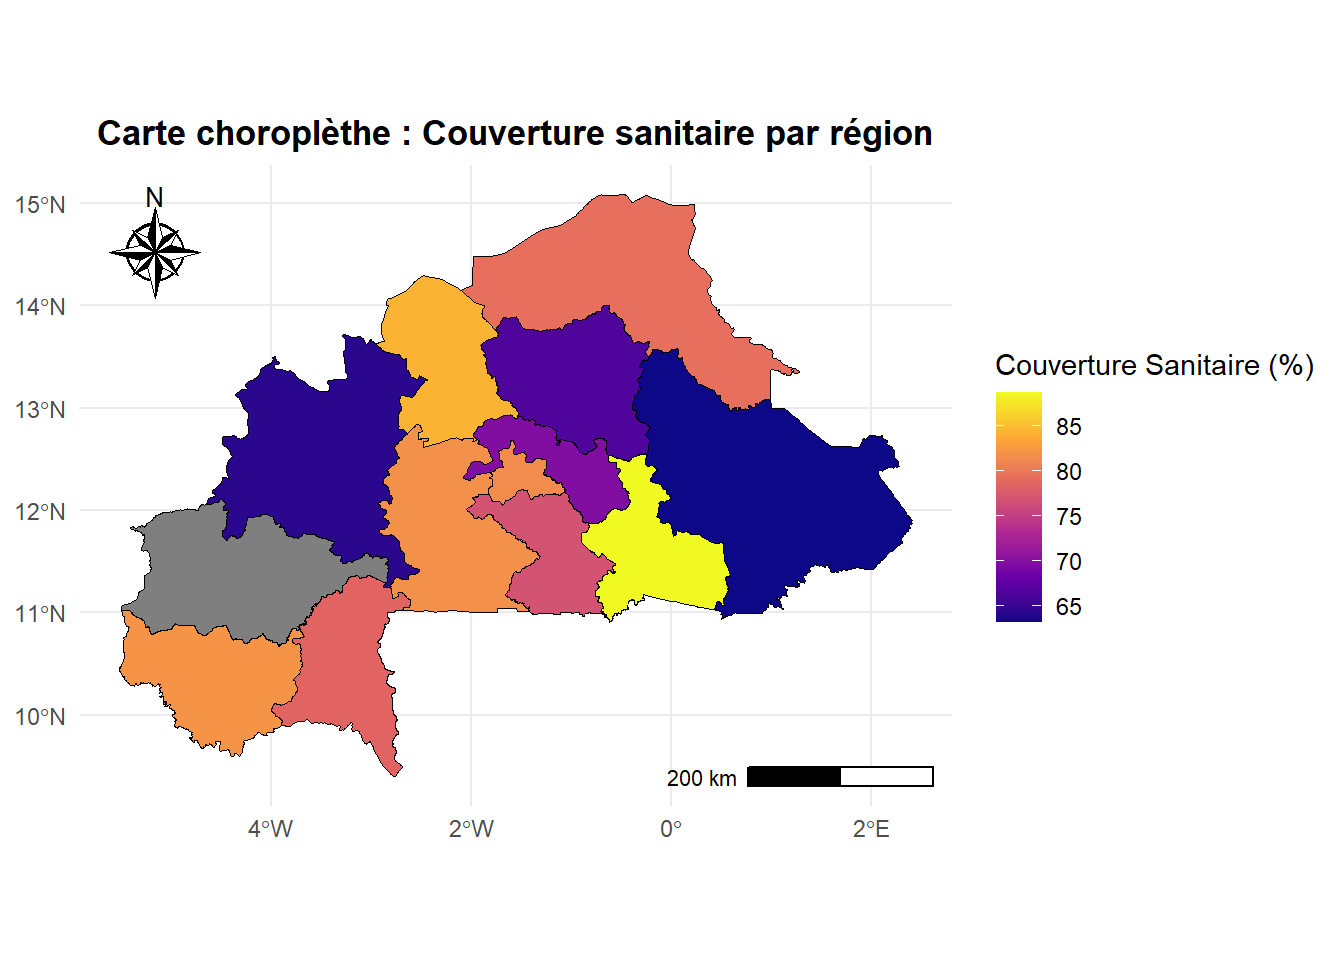 Carte choroplèthe : Couverture sanitaire par région
N
15°N
14°N
13°N
12°N
11°N
10°N
200 km
4°W
2°W
0°
2°E
Couverture Sanitaire (%)
85
80
75
70
65